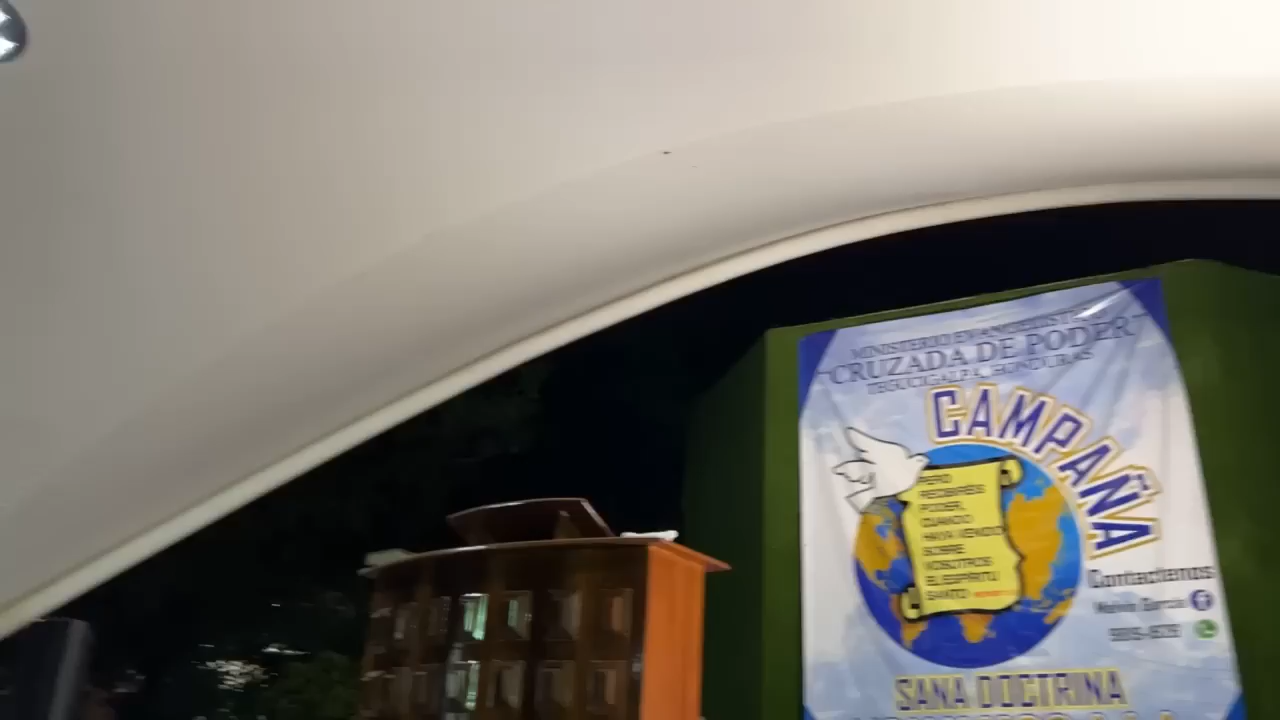 MINISTERIO EVANGELISTICO
"CRUZADA DE PODER"
TEGUCIGALPA, HONDURAS
CAMPAÑA
PERO
RECIBIREIS
PODER,
CUANDO
HAYA VENIDO
SOBRE
VOSOTROS
EL ESPIRITU
SANTO
Contactenos
SANA DOCTRINA